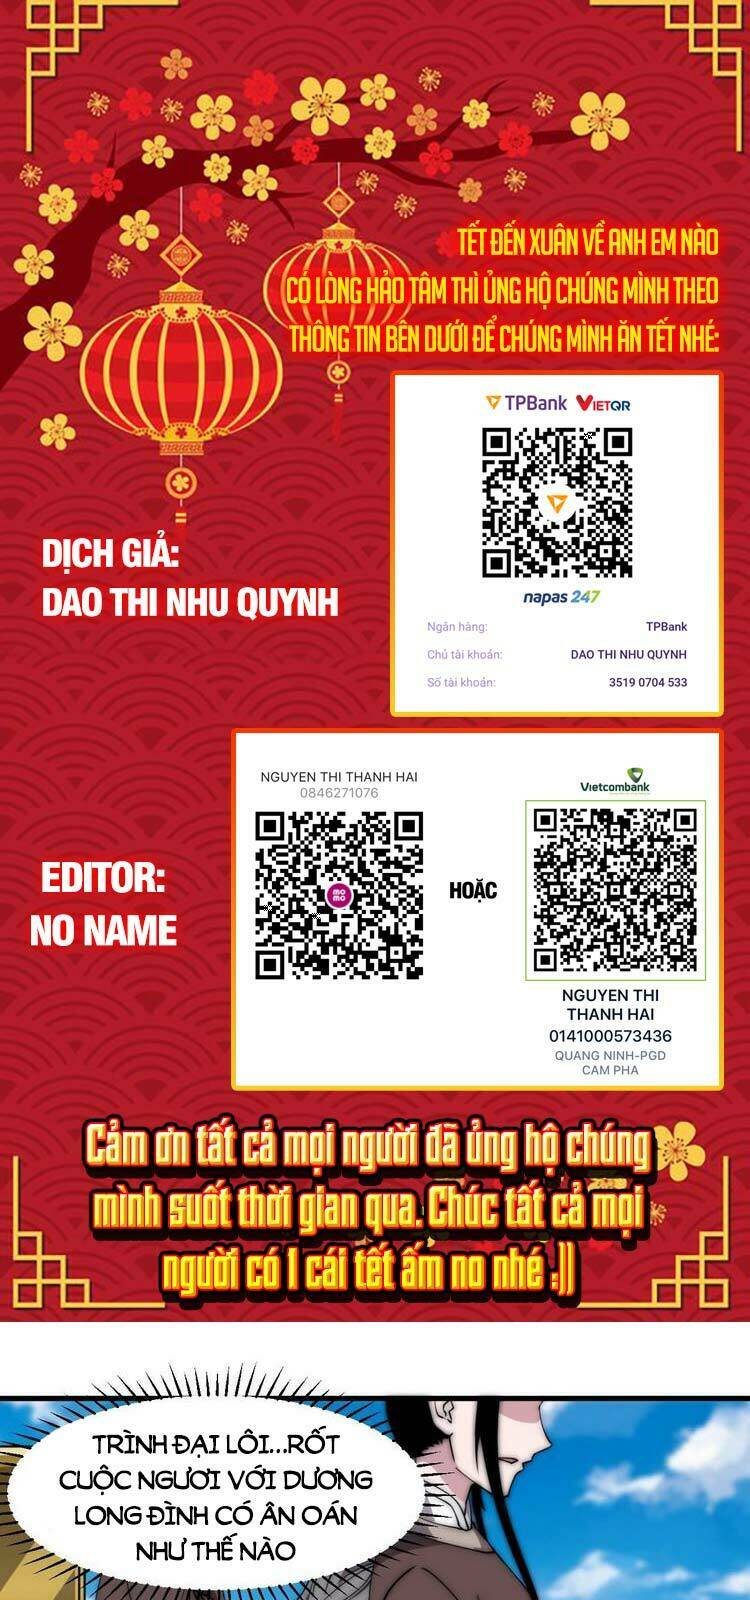 TẾT ĐẾN XUÂN VỀ ANH EM NÀO
CÓ LÒNG HẢO TÂM THÌ ỦNG HỘ CHÚNG MÌNH THEO
THÔNG TIN BÊN DƯỚI ĐỂ CHÚNG MÌNH ĂN TẾT NHÉ:
TPBank VIETQR
napas 247
Ngân hàng: TPBank
Chủ tài khoản: DAO THI NHU QUYNH
Số tài khoản: 3519 0704 533
DỊCH GIẢ:
DAO THI NHU QUYNH
NGUYEN THI THANH HAI
0846271076
mo
mo
HOẶC
Vietcombank
NGUYEN THI
THANH HAI
0141000573436
QUANG NINH-PGD
CAM PHA
EDITOR:
NO NAME
Cảm ơn tất cả mọi người đã ủng hộ chúng
mình suốt thời gian qua. Chúc tất cả mọi
người có 1 cái tết ấm no nhé :))
TRÌNH ĐẠI LÔI...RỐT
CUỘC NGƯƠI VỚI DƯƠNG
LONG ĐÌNH CÓ ÂN OÁN
NHƯ THẾ NÀO